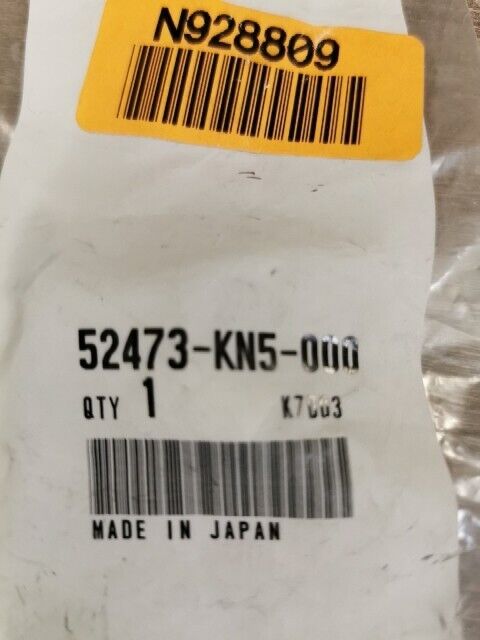 N928809
52473-KN5-000
QTY 1 K7003
MADE IN JAPAN